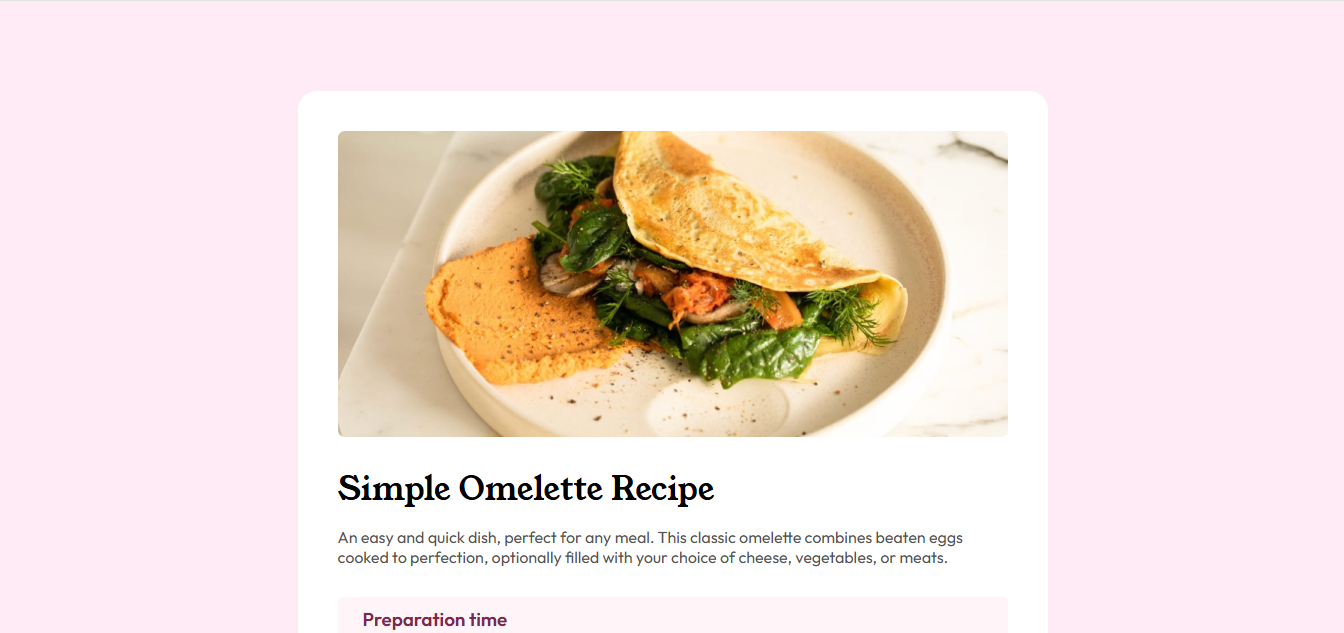 Simple Omelette Recipe
An easy and quick dish, perfect for any meal. This classic omelette combines beaten eggs
cooked to perfection, optionally filled with your choice of cheese, vegetables, or meats.
Preparation time